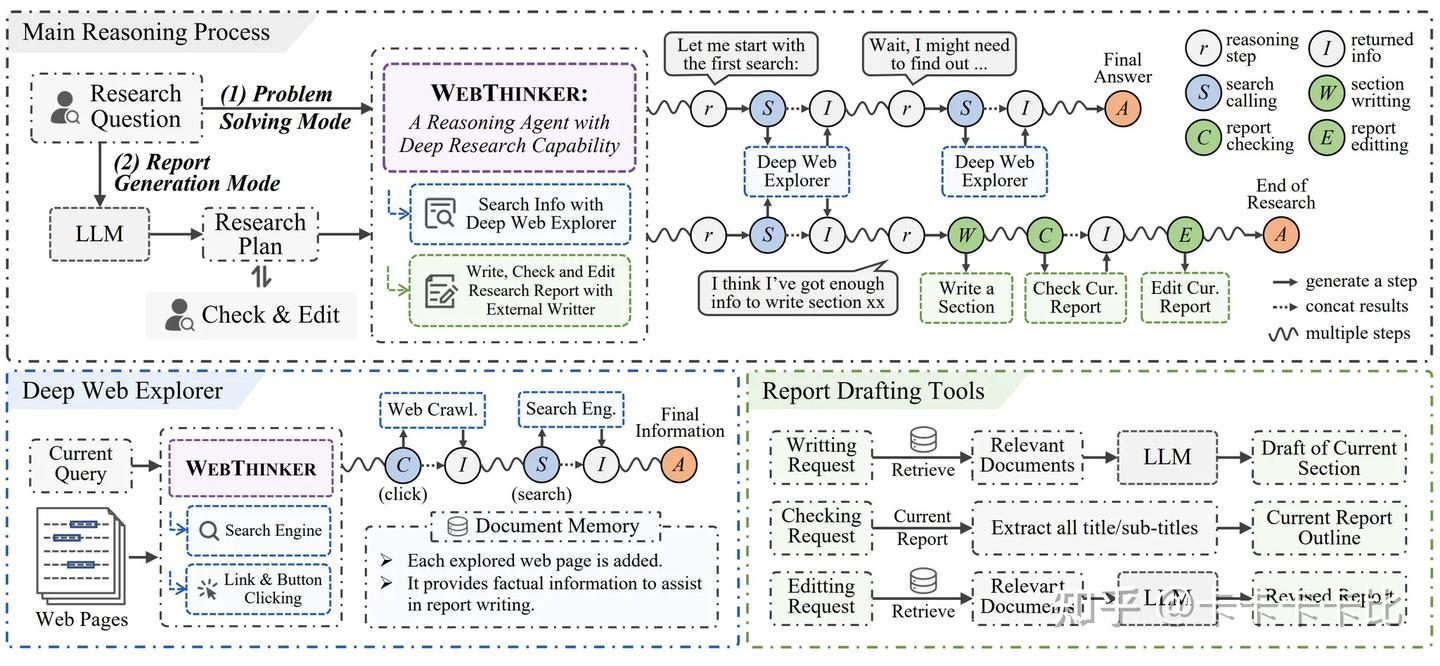 Main Reasoning Process
Research
Question
(1) Problem
Solving Mode
(2) Report
Generation Mode
LLM
Research
Plan
Check & Edit
WEBTHINKER:
A Reasoning Agent with
Deep Research Capability
Search Info with
Deep Web Explorer
Write, Check and Edit
Research Report with
External Writter
Let me start with
the first search:
Wait, I might need
to find out ...
Final
Answer
r
S
I
r
S
I
A
Deep Web
Explorer
Deep Web
Explorer
End of
Research
r
S
I
r
W
C
I
E
A
I think I've got enough
info to write section xx
Write a
Section
Check Cur.
Report
Edit Cur.
Report
r
reasoning
step
I
returned
info
S
search
calling
W
section
writting
C
report
checking
E
report
editting
generate a step
concat results
multiple steps
Deep Web Explorer
Current
Query
Web Pages
WEBTHINKER
Search Engine
Link & Button
Clicking
Web Crawl.
Search Eng.
Final
Information
C
I
S
I
A
(click)
(search)
Document Memory
➢ Each explored web page is added.
➢ It provides factual information to assist
in report writing.
Report Drafting Tools
Writting
Request
Retrieve
Relevant
Documents
LLM
Draft of Current
Section
Checking
Request
Current
Report
Extract all title/sub-titles
Current Report
Outline
Editting
Request
Retrieve
Relevant
Documents
LLM
Revised Report
知乎 @卡卡卡卡比